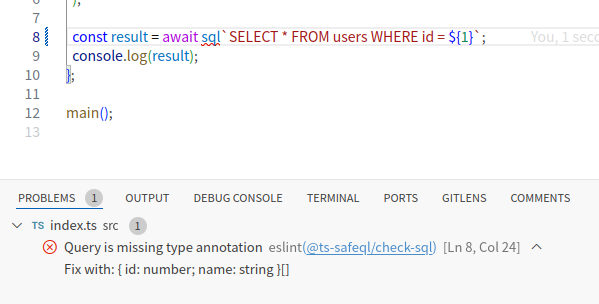 6
);
7
8 const result = await sql`SELECT * FROM users WHERE id = ${1}`; You, 1 seco
9 console.log(result);
10 };
11
12 main();
13
PROBLEMS 1 OUTPUT DEBUG CONSOLE TERMINAL PORTS GITLENS COMMENTS
TS index.ts src 1
Query is missing type annotation eslint(@ts-safeql/check-sql) [Ln 8, Col 24]
Fix with: { id: number; name: string }[]